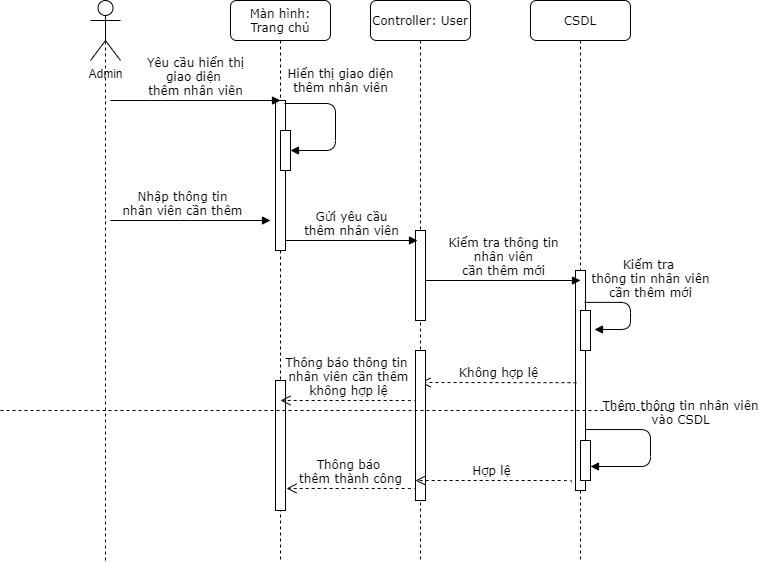 Màn hình:
Trang chủ
Controller: User
CSDL
Admin
Yêu cầu hiển thị
giao diện
thêm nhân viên
Hiển thị giao diện
thêm nhân viên
Nhập thông tin
nhân viên cần thêm
Gửi yêu cầu
thêm nhân viên
Kiểm tra thông tin
nhân viên
cần thêm mới
Kiểm tra
thông tin nhân viên
cần thêm mới
Thông báo thông tin
nhân viên cần thêm
không hợp lệ
Không hợp lệ
Thêm thông tin nhân viên
vào CSDL
Thông báo
thêm thành công
Hợp lệ